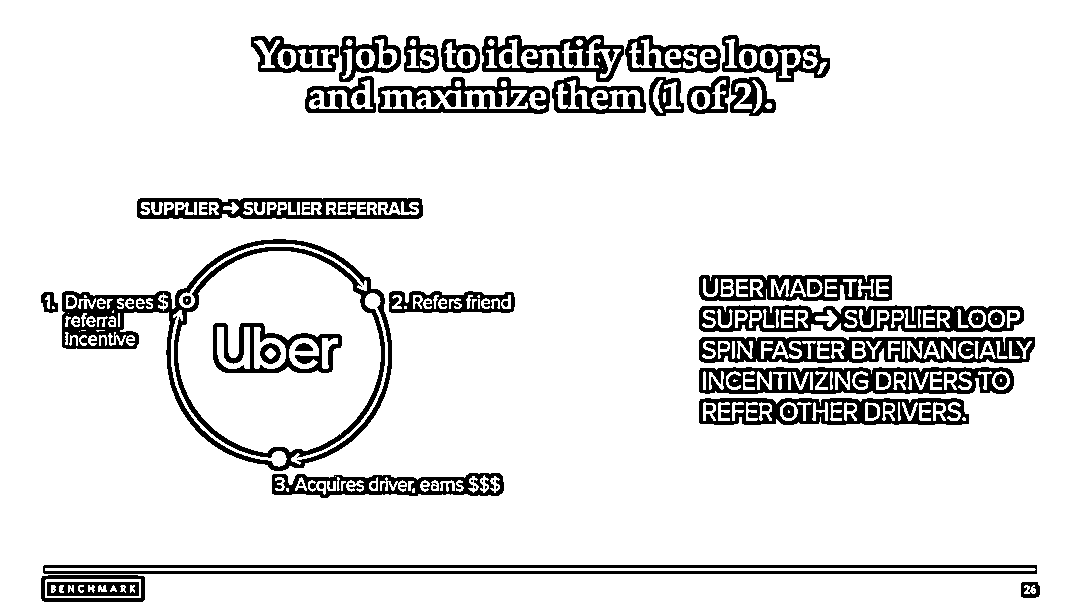 Your job is to identify these loops,
and maximize them (1 of 2).
SUPPLIER → SUPPLIER REFERRALS
1. Driver sees $
referral
incentive
2. Refers friend
Uber
3. Acquires driver, earns $$$
UBER MADE THE
SUPPLIER → SUPPLIER LOOP
SPIN FASTER BY FINANCIALLY
INCENTIVIZING DRIVERS TO
REFER OTHER DRIVERS.
BENCHMARK
26